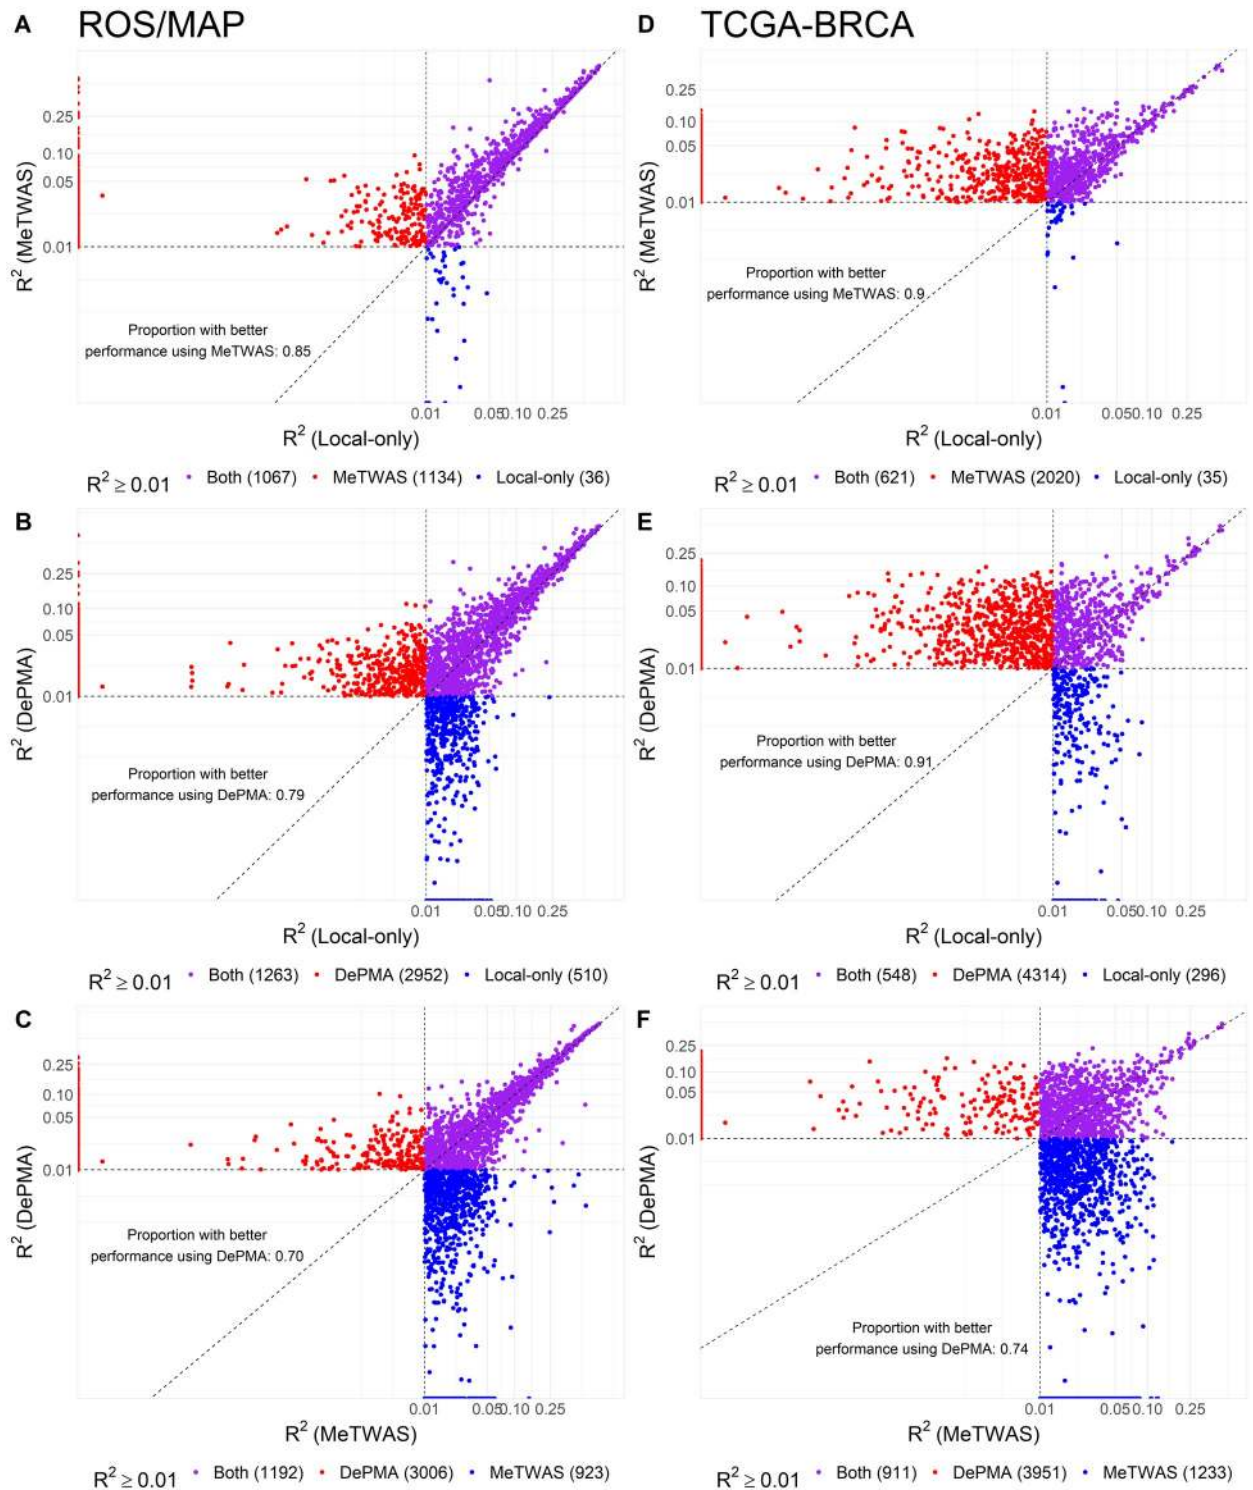 A ROS/MAP
R² (MeTWAS)
0.25
0.10
0.05
0.01
Proportion with better
performance using MeTWAS: 0.85
0.01 0.05 0.10 0.25
R² (Local-only)
R² ≥ 0.01 Both (1067) MeTWAS (1134) Local-only (36)
D TCGA-BRCA
R² (MeTWAS)
0.25
0.10
0.05
0.01
Proportion with better
performance using MeTWAS: 0.9
0.01 0.05 0.10 0.25
R² (Local-only)
R² ≥ 0.01 Both (621) MeTWAS (2020) Local-only (35)
B
R² (DePMA)
0.25
0.10
0.05
0.01
Proportion with better
performance using DePMA: 0.79
0.01 0.05 0.10 0.25
R² (Local-only)
R² ≥ 0.01 Both (1263) DePMA (2952) Local-only (510)
E
R² (DePMA)
0.25
0.10
0.05
0.01
Proportion with better
performance using DePMA: 0.91
0.01 0.05 0.10 0.25
R² (Local-only)
R² ≥ 0.01 Both (548) DePMA (4314) Local-only (296)
C
R² (DePMA)
0.25
0.10
0.05
0.01
Proportion with better
performance using DePMA: 0.70
0.01 0.05 0.10 0.25
R² (MeTWAS)
R² ≥ 0.01 Both (1192) DePMA (3006) MeTWAS (923)
F
R² (DePMA)
0.25
0.10
0.05
0.01
Proportion with better
performance using DePMA: 0.74
0.01 0.05 0.10 0.25
R² (MeTWAS)
R² ≥ 0.01 Both (911) DePMA (3951) MeTWAS (1233)